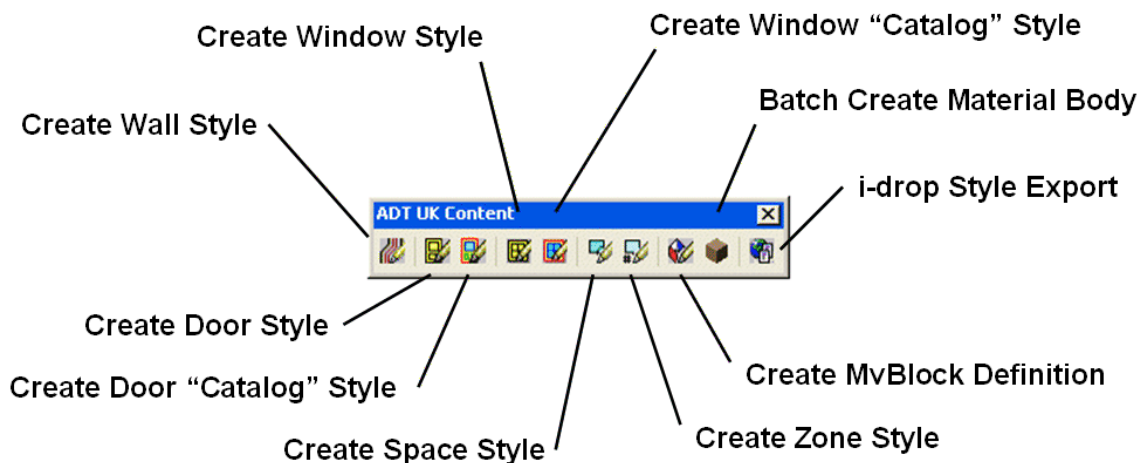 Create Window Style
Create Window “Catalog” Style
Batch Create Material Body
Create Wall Style
i-drop Style Export
ADT UK Content
Create Door Style
Create MvBlock Definition
Create Door “Catalog” Style
Create Zone Style
Create Space Style